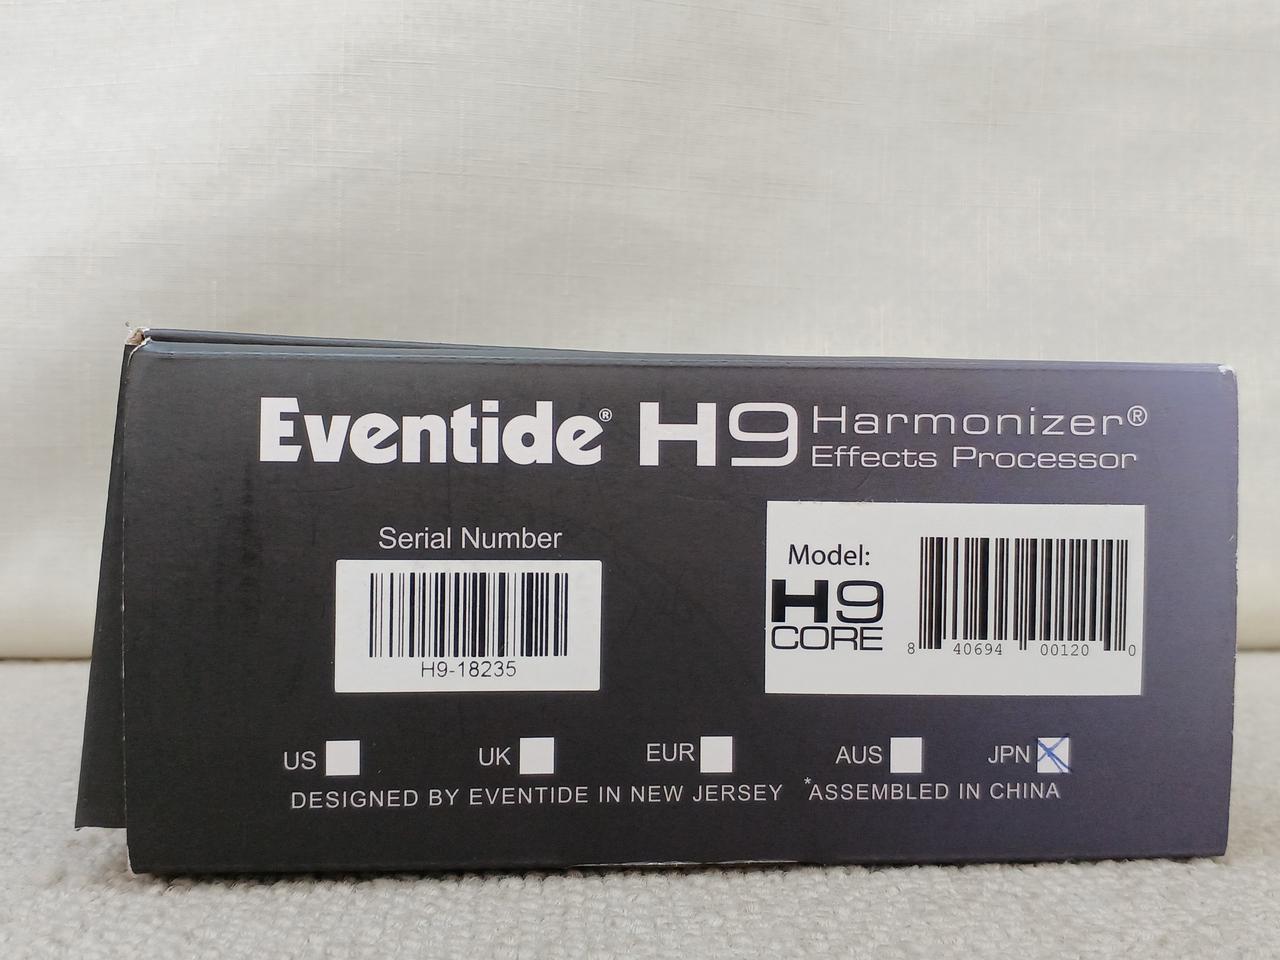 Eventide® H9 Harmonizer®
Effects Processor
Serial Number
H9-18235
Model:
H9
CORE
8 40694 00120 0
US UK EUR AUS JPN
DESIGNED BY EVENTIDE IN NEW JERSEY *ASSEMBLED IN CHINA